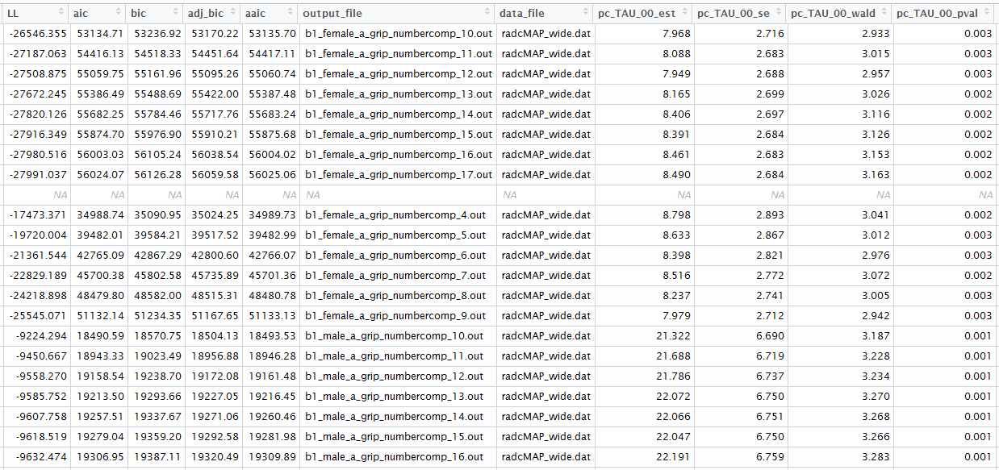 LL aic bic adj_bic aaic output_file data_file pc_TAU_00_est pc_TAU_00_se pc_TAU_00_wald pc_TAU_00_pval
-26546.355 53134.71 53236.92 53170.22 53135.70 b1_female_a_grip_numbercomp_10.out radcMAP_wide.dat 7.968 2.716 2.933 0.003
-27187.063 54416.13 54518.33 54451.64 54417.11 b1_female_a_grip_numbercomp_11.out radcMAP_wide.dat 8.088 2.683 3.015 0.003
-27508.875 55059.75 55161.96 55095.26 55060.74 b1_female_a_grip_numbercomp_12.out radcMAP_wide.dat 7.949 2.688 2.957 0.003
-27672.245 55386.49 55488.69 55422.00 55387.48 b1_female_a_grip_numbercomp_13.out radcMAP_wide.dat 8.165 2.699 3.026 0.002
-27820.126 55682.25 55784.46 55717.76 55683.24 b1_female_a_grip_numbercomp_14.out radcMAP_wide.dat 8.406 2.697 3.116 0.002
-27916.349 55874.70 55976.90 55910.21 55875.68 b1_female_a_grip_numbercomp_15.out radcMAP_wide.dat 8.391 2.684 3.126 0.002
-27980.516 56003.03 56105.24 56038.54 56004.02 b1_female_a_grip_numbercomp_16.out radcMAP_wide.dat 8.461 2.683 3.153 0.002
-27991.037 56024.07 56126.28 56059.58 56025.06 b1_female_a_grip_numbercomp_17.out radcMAP_wide.dat 8.490 2.684 3.163 0.002
NA NA NA NA NA NA NA NA NA NA NA
-17473.371 34988.74 35090.95 35024.25 34989.73 b1_female_a_grip_numbercomp_4.out radcMAP_wide.dat 8.798 2.893 3.041 0.002
-19720.004 39482.01 39584.21 39517.52 39482.99 b1_female_a_grip_numbercomp_5.out radcMAP_wide.dat 8.633 2.867 3.012 0.003
-21361.544 42765.09 42867.29 42800.60 42766.07 b1_female_a_grip_numbercomp_6.out radcMAP_wide.dat 8.398 2.821 2.976 0.003
-22829.189 45700.38 45802.58 45735.89 45701.36 b1_female_a_grip_numbercomp_7.out radcMAP_wide.dat 8.516 2.772 3.072 0.002
-24218.898 48479.80 48582.00 48515.31 48480.78 b1_female_a_grip_numbercomp_8.out radcMAP_wide.dat 8.237 2.741 3.005 0.003
-25545.071 51132.14 51234.35 51167.65 51133.13 b1_female_a_grip_numbercomp_9.out radcMAP_wide.dat 7.979 2.712 2.942 0.003
-9224.294 18490.59 18570.75 18504.13 18493.53 b1_male_a_grip_numbercomp_10.out radcMAP_wide.dat 21.322 6.690 3.187 0.001
-9450.667 18943.33 19023.49 18956.88 18946.28 b1_male_a_grip_numbercomp_11.out radcMAP_wide.dat 21.688 6.719 3.228 0.001
-9558.270 19158.54 19238.70 19172.08 19161.48 b1_male_a_grip_numbercomp_12.out radcMAP_wide.dat 21.786 6.737 3.234 0.001
-9585.752 19213.50 19293.66 19227.05 19216.45 b1_male_a_grip_numbercomp_13.out radcMAP_wide.dat 22.072 6.750 3.270 0.001
-9607.758 19257.51 19337.67 19271.06 19260.46 b1_male_a_grip_numbercomp_14.out radcMAP_wide.dat 22.066 6.751 3.268 0.001
-9618.519 19279.04 19359.20 19292.58 19281.98 b1_male_a_grip_numbercomp_15.out radcMAP_wide.dat 22.047 6.750 3.266 0.001
-9632.474 19306.95 19387.11 19320.49 19309.89 b1_male_a_grip_numbercomp_16.out radcMAP_wide.dat 22.191 6.759 3.283 0.001